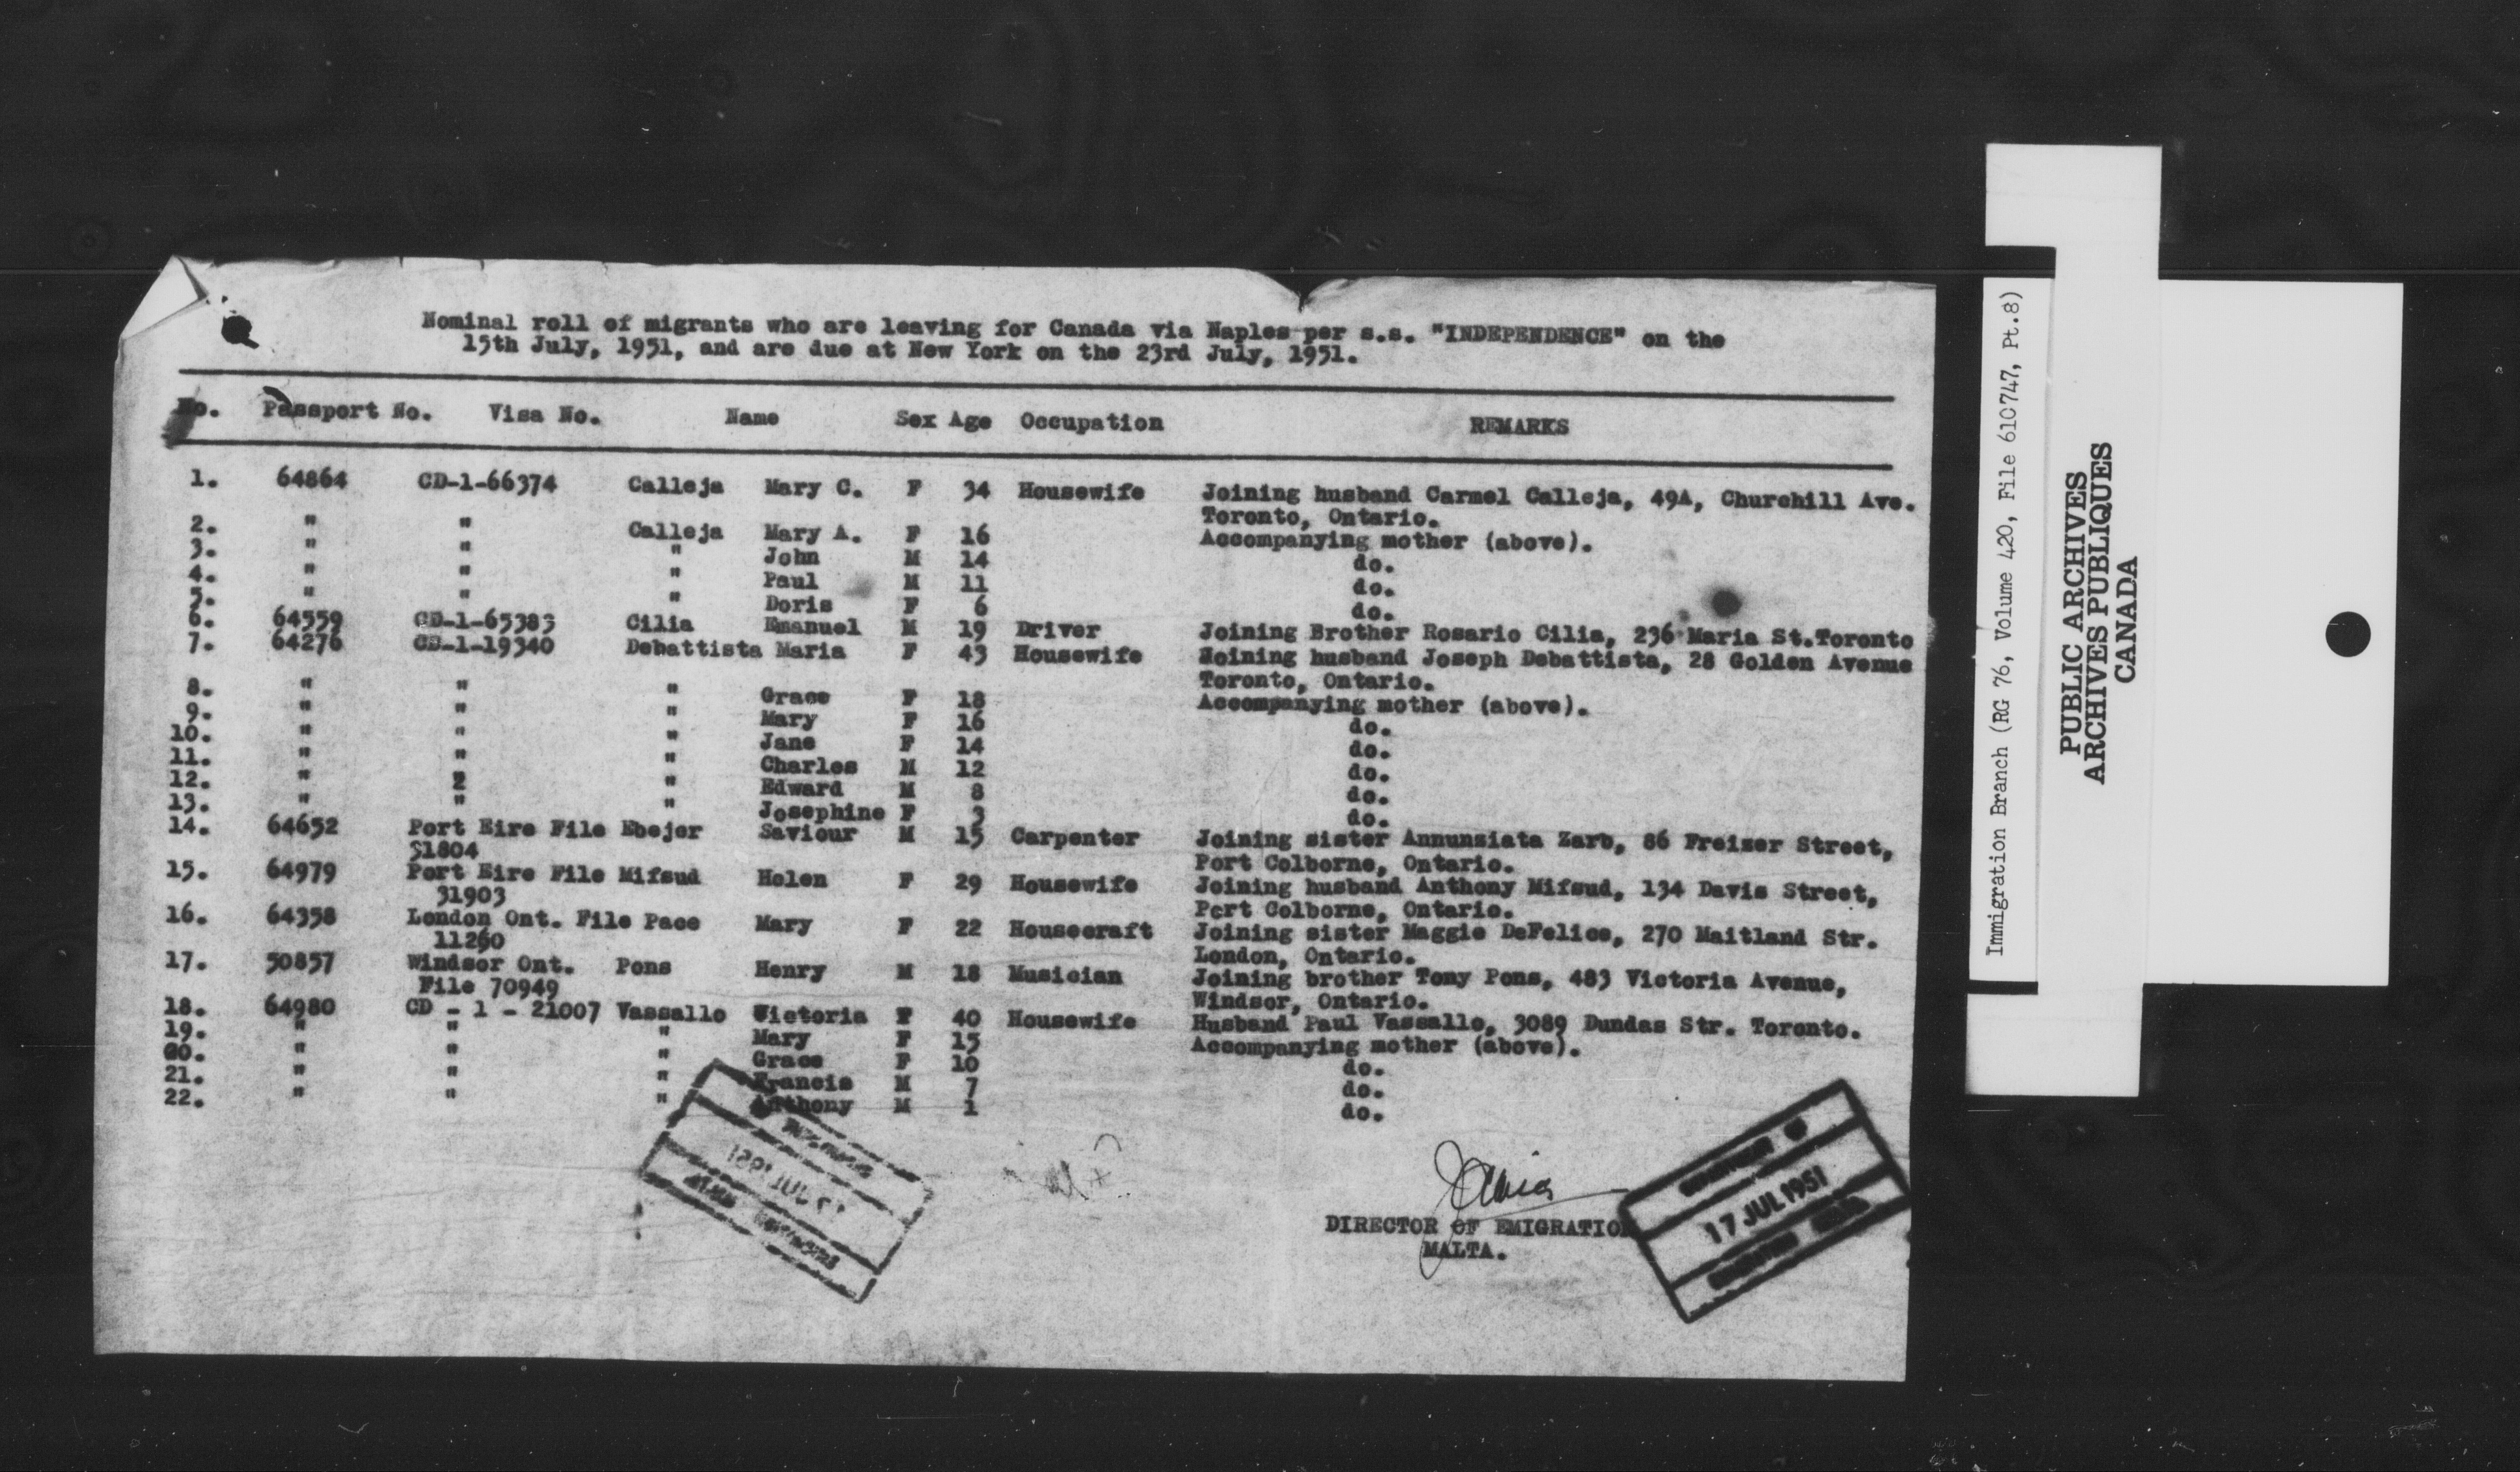 Nominal roll of migrants who are leaving for Canada via Naples per s.s. "INDEPENDENCE" on the
15th July, 1951, and are due at New York on the 23rd July, 1951.
No. Passport No. Visa No. Name Sex Age Occupation REMARKS
1. 64864 CD-1-66374 Calleja Mary C. F 34 Housewife Joining husband Carmel Calleja, 49A, Churchill Ave.
Toronto, Ontario.
2. " " Calleja Mary A. F 16 Accompanying mother (above).
3. " " " John M 14 do.
4. " " " Paul M 11 do.
5. " " " Doris F 6 do.
6. 64559 CD-1-65383 Cilia Emanuel M 19 Driver Joining Brother Rosario Cilia, 236 Maria St.Toronto
7. 64276 CD-1-19340 Debattista Maria F 43 Housewife Joining husband Joseph Debattista, 28 Golden Avenue
Toronto, Ontario.
8. " " " Grace F 18 Accompanying mother (above).
9. " " " Mary F 16 do.
10. " " " Jane F 14 do.
11. " " " Charles M 12 do.
12. " 2 " Edward M 8 do.
13. " " " Josephine F 3 do.
14. 64652 Port Eire File Ebejer Saviour M 15 Carpenter Joining sister Annunziata Zarb, 86 Freizer Street,
S1804 Port Colborne, Ontario.
15. 64979 Port Eire File Mifsud Helen F 29 Housewife Joining husband Anthony Mifsud, 134 Davis Street,
31903 Port Colborne, Ontario.
16. 64358 London Ont. File Pace Mary F 22 Housecraft Joining sister Maggie DeFelice, 270 Maitland Str.
11260 London, Ontario.
17. 50857 Windsor Ont. Pons Henry M 18 Musician Joining brother Tony Pons, 483 Victoria Avenue,
File 70949 Windsor, Ontario.
18. 64980 CD - 1 - 21007 Vassallo Victoria F 40 Housewife Husband Paul Vassallo, 3089 Dundas Str. Toronto.
19. " " " Mary F 15 Accompanying mother (above).
20. " " " Grace F 10 do.
21. " " " Francis M 7 do.
22. " " " Anthony M 1 do.
DIRECTOR OF EMIGRATION
MALTA.
17 JUL 1951
Immigration Branch (RG 76, Volume 420, File 610747, Pt.8)
PUBLIC ARCHIVES
ARCHIVES PUBLIQUES
CANADA